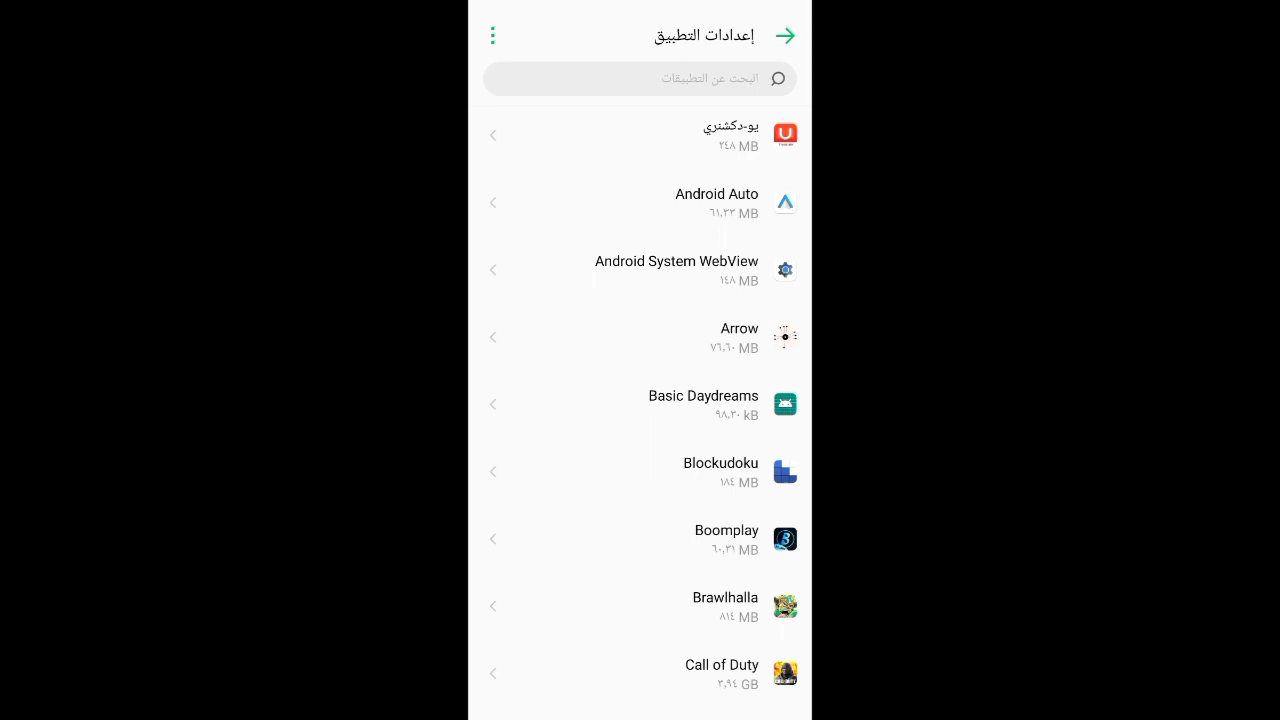 إعدادات التطبيق
البحث عن التطبيقات
يو-دكشنري
٢٤٨ MB
Android Auto
٦١,٣٣ MB
Android System WebView
١٤٨ MB
Arrow
٧٦,٦٠ MB
Basic Daydreams
٩٨,٣٠ kB
Blockudoku
١٨٤ MB
Boomplay
٦٠,٣١ MB
Brawlhalla
٨١٤ MB
Call of Duty
٣,٩٤ GB